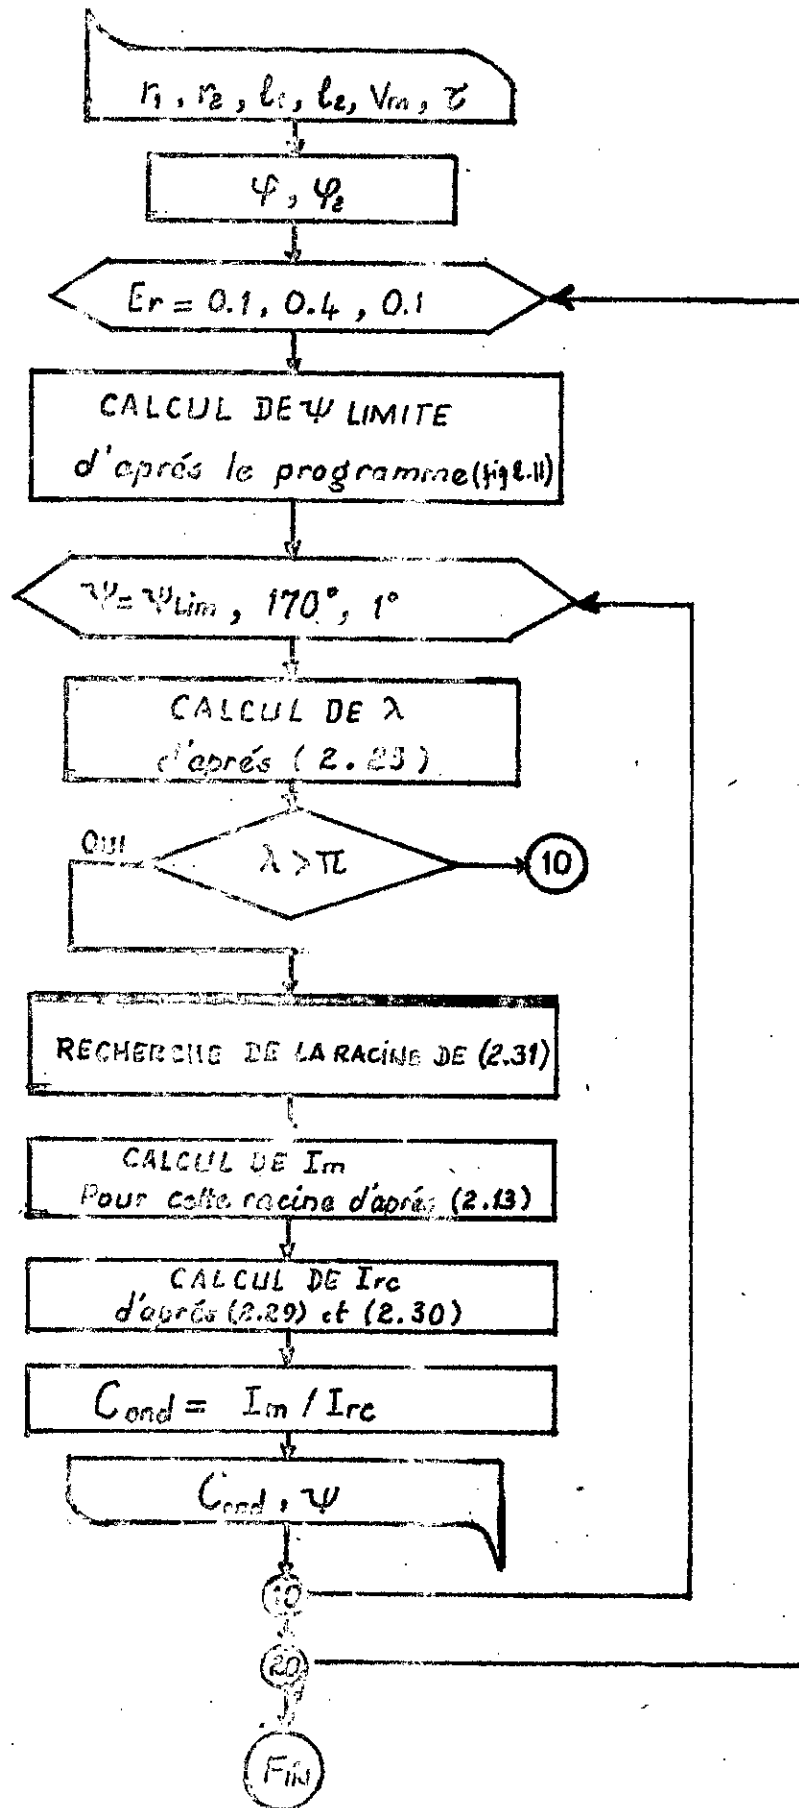 r₁, r₂, ℓ₁, ℓ₂, Vm, τ
φ, φ₂
Er = 0.1, 0.4, 0.1
CALCUL DE Ψ LIMITE
d'aprés le programme (fig 2.11)
Ψ = Ψ Lim, 170°, 1°
CALCUL DE λ
d'aprés (2.23)
OUI
λ > π
10
RECHERCHE DE LA RACINE DE (2.31)
CALCUL DE Im
Pour cette racine d'aprés (2.13)
CALCUL DE Irc
d'aprés (2.29) et (2.30)
Cond = Im / Irc
Cond, Ψ
10
20
Fin